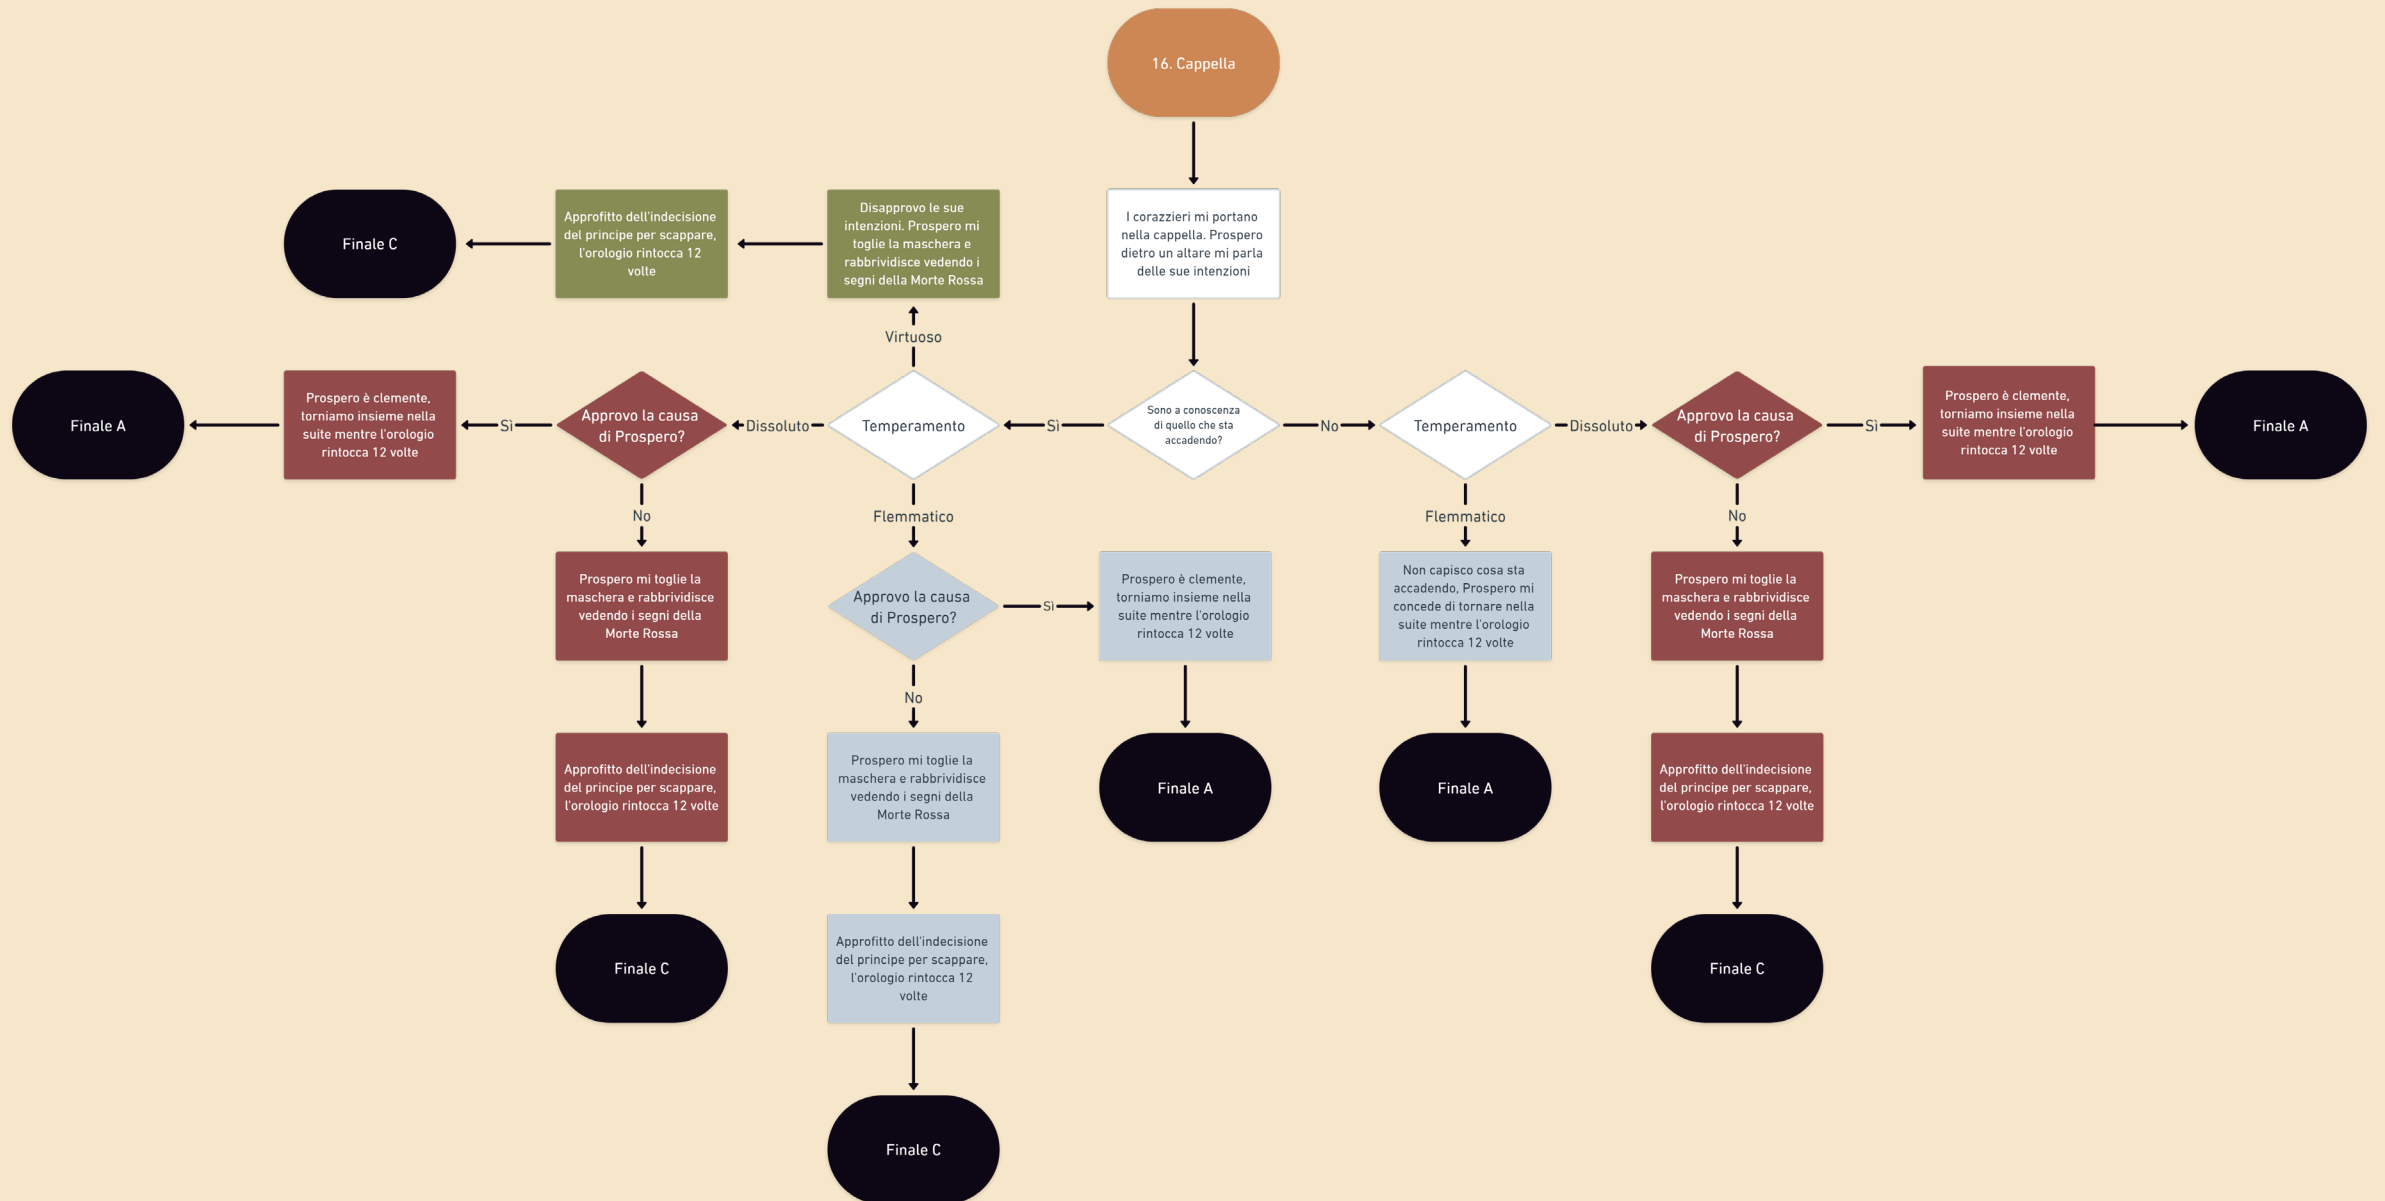 16. Cappella
I corazzieri mi portano
nella cappella. Prospero
dietro un altare mi parla
delle sue intenzioni
Disapprovo le sue
intenzioni. Prospero mi
toglie la maschera e
rabbrividisce vedendo i
segni della Morte Rossa
Approfitto dell'indecisione
del principe per scappare,
l'orologio rintocca 12
volte
Finale C
Virtuoso
Finale A
Prospero è clemente,
torniamo insieme nella
suite mentre l'orologio
rintocca 12 volte
Sì
Approvo la causa
di Prospero?
Dissoluto
Temperamento
Sì
Sono a conoscenza
di quello che sta
accadendo?
No
Temperamento
Dissoluto
Approvo la causa
di Prospero?
Sì
Prospero è clemente,
torniamo insieme nella
suite mentre l'orologio
rintocca 12 volte
Finale A
No
Flemmatico
Flemmatico
No
Prospero mi toglie la
maschera e rabbrividisce
vedendo i segni della
Morte Rossa
Approvo la causa
di Prospero?
Sì
Prospero è clemente,
torniamo insieme nella
suite mentre l'orologio
rintocca 12 volte
Non capisco cosa sta
accadendo, Prospero mi
concede di tornare nella
suite mentre l'orologio
rintocca 12 volte
Prospero mi toglie la
maschera e rabbrividisce
vedendo i segni della
Morte Rossa
No
Approfitto dell'indecisione
del principe per scappare,
l'orologio rintocca 12 volte
Prospero mi toglie la
maschera e rabbrividisce
vedendo i segni della
Morte Rossa
Finale A
Finale A
Approfitto dell'indecisione
del principe per scappare,
l'orologio rintocca 12 volte
Finale C
Approfitto dell'indecisione
del principe per scappare,
l'orologio rintocca 12
volte
Finale C
Finale C